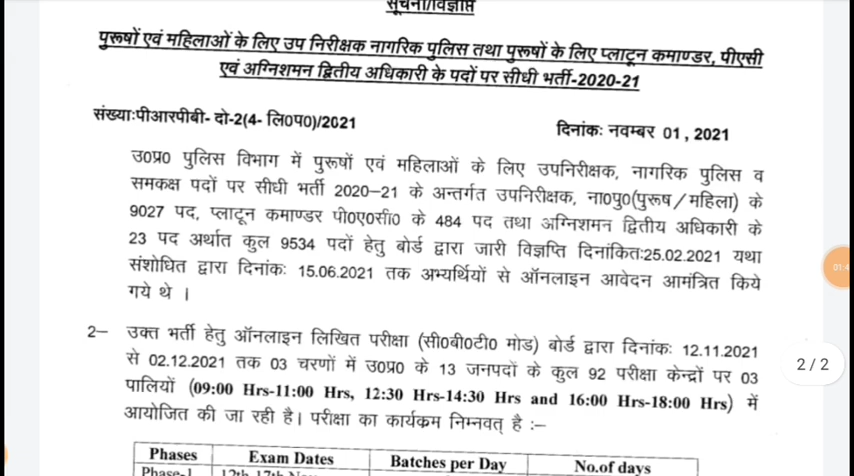 सूचना/विज्ञप्ति
पुरूषों एवं महिलाओं के लिए उप निरीक्षक नागरिक पुलिस तथा पुरूषों के लिए प्लाटून कमाण्डर, पीएसी
एवं अग्निशमन द्वितीय अधिकारी के पदों पर सीधी भर्ती-2020-21
संख्याःपीआरपीबी- दो-2(4- लि0प0)/2021
दिनांकः नवम्बर 01, 2021
उ0प्र0 पुलिस विभाग में पुरूषों एवं महिलाओं के लिए उपनिरीक्षक, नागरिक पुलिस व
समकक्ष पदों पर सीधी भर्ती 2020–21 के अन्तर्गत उपनिरीक्षक, ना0पु0(पुरूष/महिला) के
9027 पद, प्लाटून कमाण्डर पी0ए0सी0 के 484 पद तथा अग्निशमन द्वितीय अधिकारी के
23 पद अर्थात कुल 9534 पदों हेतु बोर्ड द्वारा जारी विज्ञप्ति दिनांकितः25.02.2021 यथा
संशोधित द्वारा दिनांकः 15.06.2021 तक अभ्यर्थियों से ऑनलाइन आवेदन आमंत्रित किये
गये थे ।
2– उक्त भर्ती हेतु ऑनलाइन लिखित परीक्षा (सी0बी0टी0 मोड) बोर्ड द्वारा दिनांकः 12.11.2021
से 02.12.2021 तक 03 चरणों में उ0प्र0 के 13 जनपदों के कुल 92 परीक्षा केन्द्रों पर 03
पालियों (09:00 Hrs-11:00 Hrs, 12:30 Hrs-14:30 Hrs and 16:00 Hrs-18:00 Hrs) में
आयोजित की जा रही है। परीक्षा का कार्यक्रम निम्नवत् है :–
Phases Exam Dates Batches per Day No.of days
Phase-1
2/2